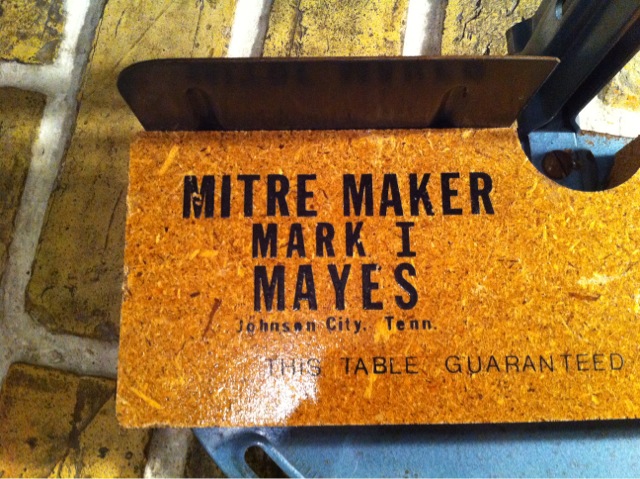 MITRE MAKER
MARK I
MAYES
Johnson City. Tenn.
THIS TABLE GUARANTEED